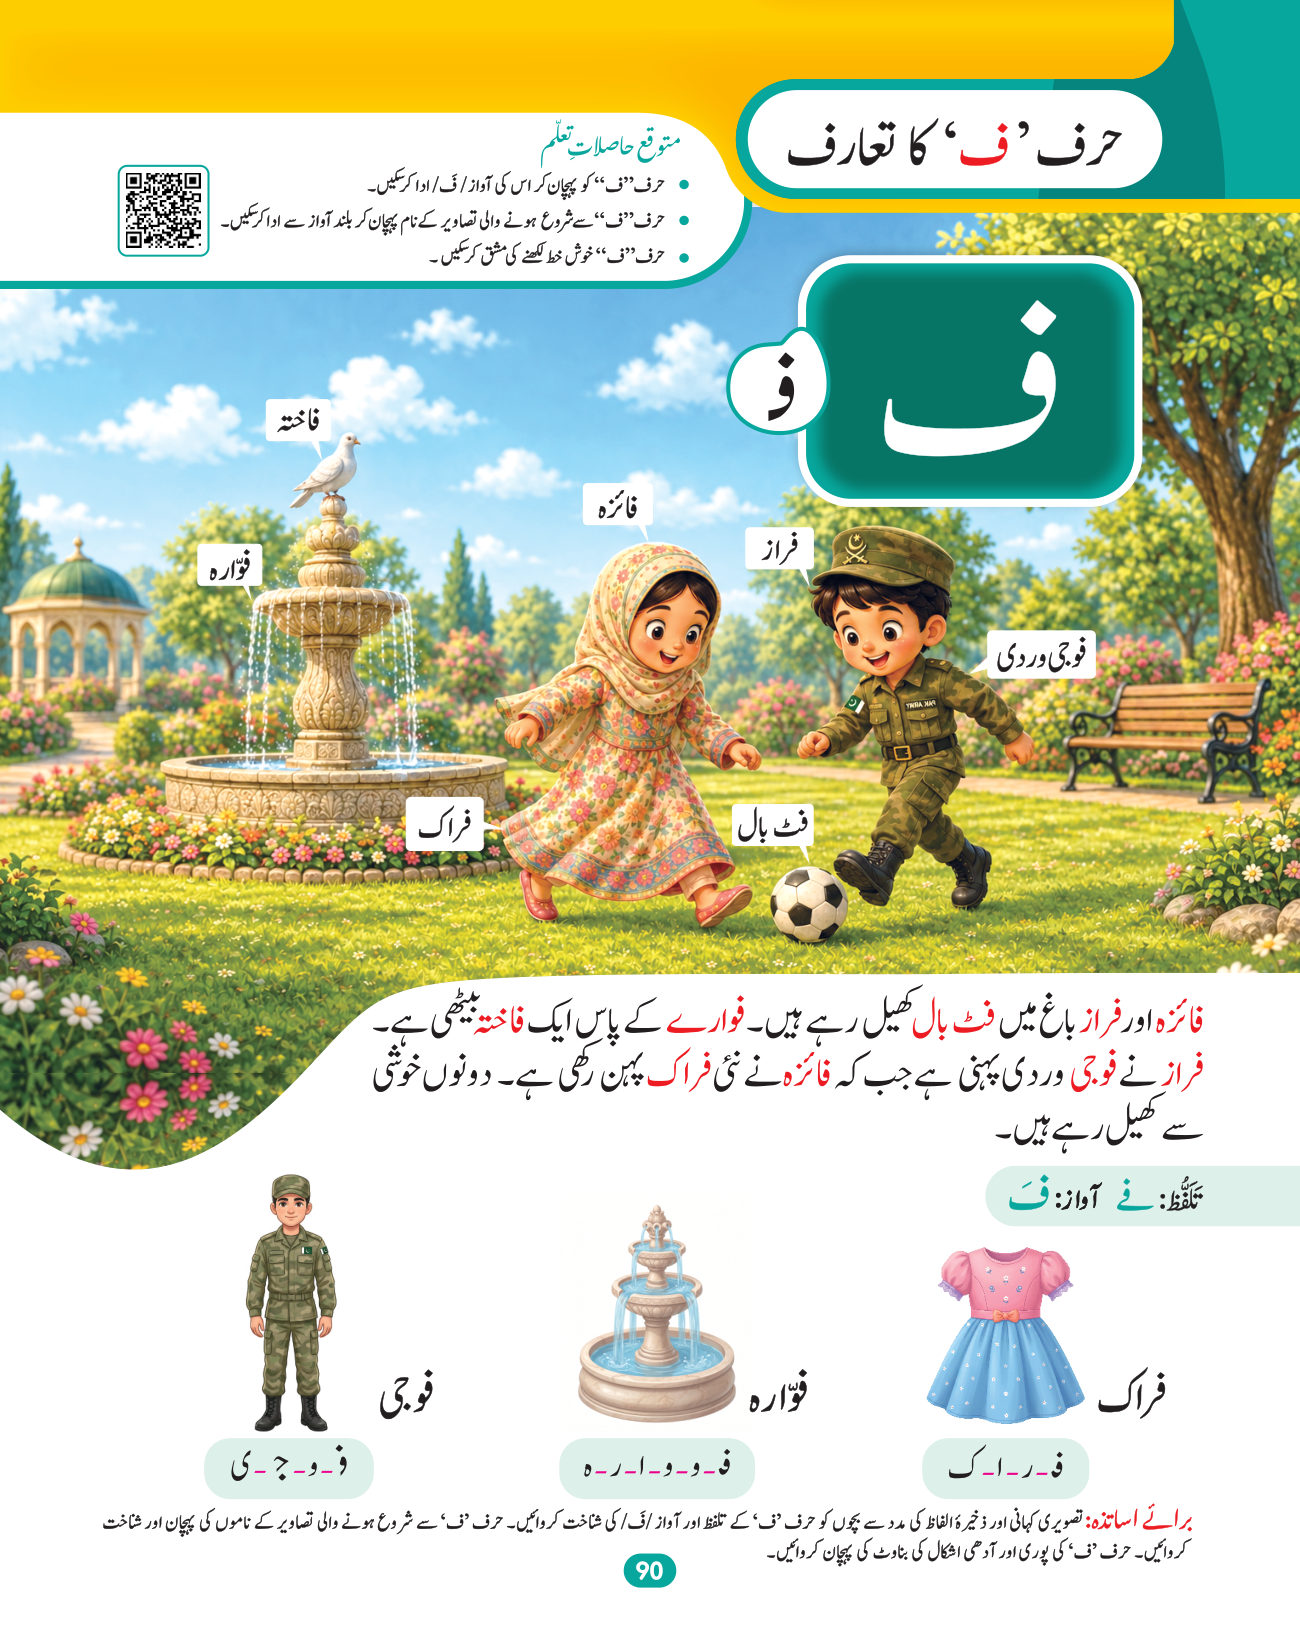 حرف ’ف‘ کا تعارف
متوقع حاصلاتِ تعلّم
حرف ”ف“ کو پہچان کر اس کی آواز /فَ/ ادا کرسکیں۔
حرف ”ف“ سے شروع ہونے والی تصاویر کے نام پہچان کر بلند آواز سے ادا کرسکیں۔
حرف ”ف“ خوش خط لکھنے کی مشق کرسکیں۔
ف
ف
فاختہ
فائزہ
فراز
فوّارہ
فوجی وردی
PAK ARMY
فراک
فٹ بال
فائزہ اور فراز باغ میں فٹ بال کھیل رہے ہیں۔ فوارے کے پاس ایک فاختہ بیٹھی ہے۔
فراز نے فوجی وردی پہنی ہے جب کہ فائزہ نے نئی فراک پہن رکھی ہے۔ دونوں خوشی
سے کھیل رہے ہیں۔
تَلَفُّظ: فے آواز: فَ
فراک
فوّارہ
فوجی
ف - ر - ا - ک
ف - و - و - ا - ر - ہ
ف - و - ج - ی
برائے اساتذہ: تصویری کہانی اور ذخیرۂ الفاظ کی مدد سے بچوں کو حرف ’ف‘ کے تلفظ اور آواز /فَ/ کی شناخت کروائیں۔ حرف ’ف‘ سے شروع ہونے والی تصاویر کے ناموں کی پہچان اور شناخت
کروائیں۔ حرف ’ف‘ کی پوری اور آدھی اشکال کی بناوٹ کی پہچان کروائیں۔
90